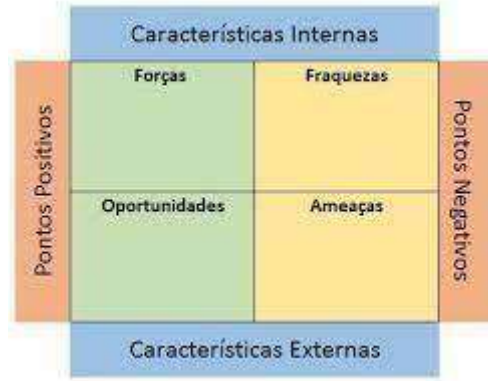 Características Internas
Forças
Fraquezas
Pontos Positivos
Pontos Negativos
Oportunidades
Ameaças
Características Externas